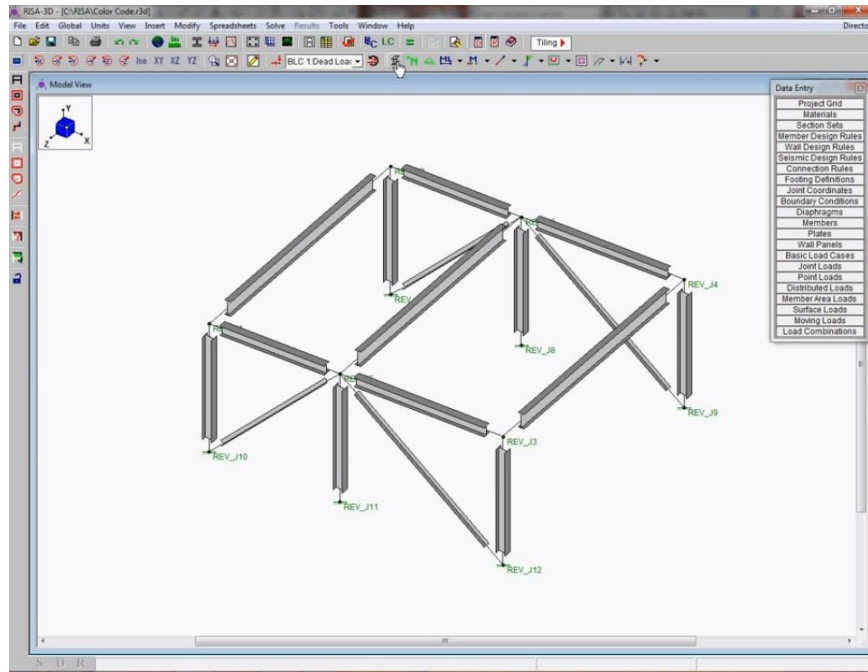 RISA-3D - [C:\RISA\Color Code.r3d]
File Edit Global Units View Insert Modify Spreadsheets Solve Results Tools Window Help
Tiling
Iso XY XZ YZ BLC 1:Dead Loa
Model View
Y
Z X
Data Entry
Project Grid
Materials
Section Sets
Member Design Rules
Wall Design Rules
Seismic Design Rules
Connection Rules
Footing Definitions
Joint Coordinates
Boundary Conditions
Diaphragms
Members
Plates
Wall Panels
Basic Load Cases
Joint Loads
Point Loads
Distributed Loads
Member Area Loads
Surface Loads
Moving Loads
Load Combinations
REV_J4
REV_J8
REV_J9
REV_J3
REV_J10
REV_J11
REV_J12
S D R